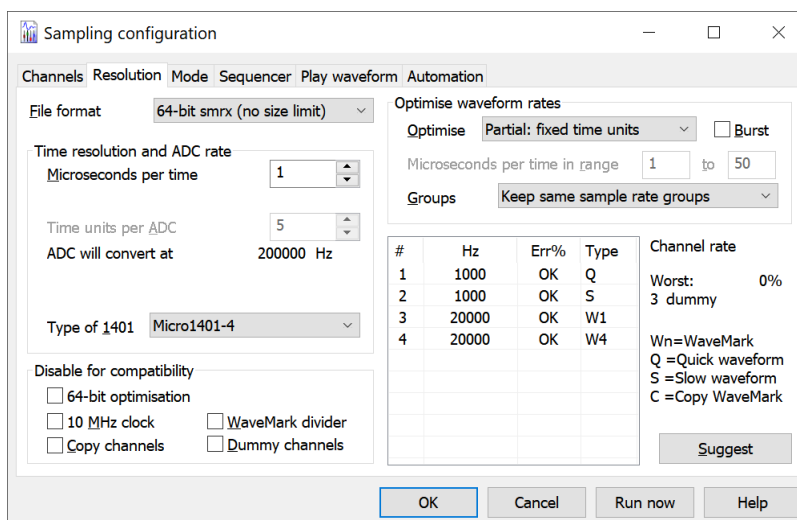 Sampling configuration
Channels Resolution Mode Sequencer Play waveform Automation
File format 64-bit smrx (no size limit)
Time resolution and ADC rate
Microseconds per time 1
Time units per ADC 5
ADC will convert at 200000 Hz
Type of 1401 Micro1401-4
Disable for compatibility
64-bit optimisation
10 MHz clock WaveMark divider
Copy channels Dummy channels
Optimise waveform rates
Optimise Partial: fixed time units Burst
Microseconds per time in range 1 to 50
Groups Keep same sample rate groups
# Hz Err% Type
1 1000 OK Q
2 1000 OK S
3 20000 OK W1
4 20000 OK W4
Channel rate
Worst: 0%
3 dummy
Wn=WaveMark
Q =Quick waveform
S =Slow waveform
C =Copy WaveMark
Suggest
OK Cancel Run now Help